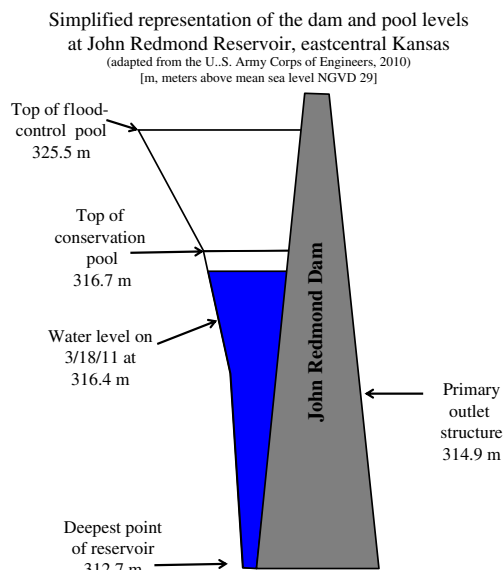 Simplified representation of the dam and pool levels
at John Redmond Reservoir, eastcentral Kansas
(adapted from the U..S. Army Corps of Engineers, 2010)
[m, meters above mean sea level NGVD 29]
Top of flood-
control pool
325.5 m
Top of
conservation
pool
316.7 m
Water level on
3/18/11 at
316.4 m
John Redmond Dam
Primary
outlet
structure
314.9 m
Deepest point
of reservoir
312.7 m